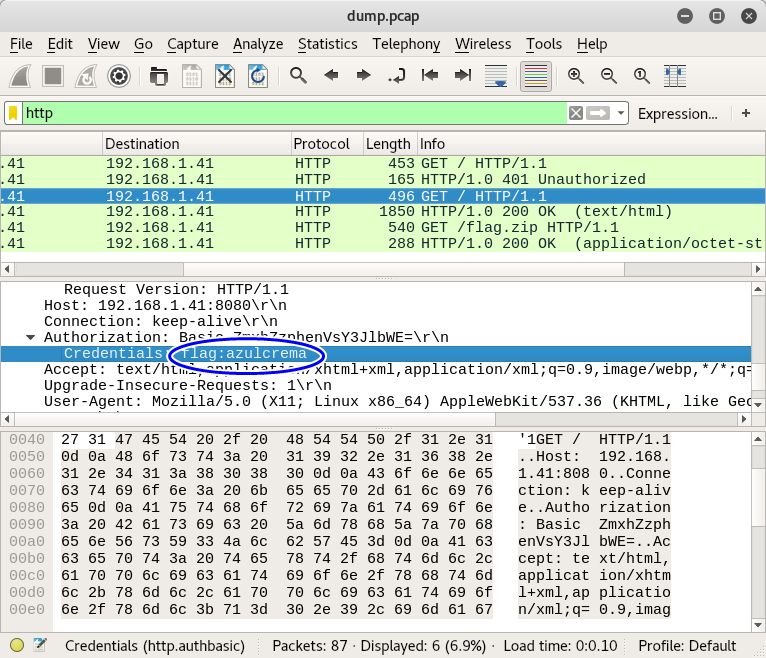 dump.pcap
File Edit View Go Capture Analyze Statistics Telephony Wireless Tools Help
http Expression... +
Destination Protocol Length Info
.41 192.168.1.41 HTTP 453 GET / HTTP/1.1
.41 192.168.1.41 HTTP 165 HTTP/1.0 401 Unauthorized
.41 192.168.1.41 HTTP 496 GET / HTTP/1.1
.41 192.168.1.41 HTTP 1850 HTTP/1.0 200 OK (text/html)
.41 192.168.1.41 HTTP 540 GET /flag.zip HTTP/1.1
.41 192.168.1.41 HTTP 288 HTTP/1.0 200 OK (application/octet-st
Request Version: HTTP/1.1
Host: 192.168.1.41:8080\r\n
Connection: keep-alive\r\n
Authorization: Basic ZmxhZzphenVsY3JlbWE=\r\n
Credentials: flag:azulcrema
Accept: text/html,application/xhtml+xml,application/xml;q=0.9,image/webp,*/*;q=
Upgrade-Insecure-Requests: 1\r\n
User-Agent: Mozilla/5.0 (X11; Linux x86_64) AppleWebKit/537.36 (KHTML, like Gec
0040 27 31 47 45 54 20 2f 20 48 54 54 50 2f 31 2e 31 '1GET / HTTP/1.1
0050 0d 0a 48 6f 73 74 3a 20 31 39 32 2e 31 36 38 2e ..Host: 192.168.
0060 31 2e 34 31 3a 38 30 38 30 0d 0a 43 6f 6e 6e 65 1.41:808 0..Conne
0070 63 74 69 6f 6e 3a 20 6b 65 65 70 2d 61 6c 69 76 ction: k eep-aliv
0080 65 0d 0a 41 75 74 68 6f 72 69 7a 61 74 69 6f 6e e..Autho rization
0090 3a 20 42 61 73 69 63 20 5a 6d 78 68 5a 7a 70 68 : Basic ZmxhZzph
00a0 65 6e 56 73 59 33 4a 6c 62 57 45 3d 0d 0a 41 63 enVsY3Jl bWE=..Ac
00b0 63 65 70 74 3a 20 74 65 78 74 2f 68 74 6d 6c 2c cept: te xt/html,
00c0 61 70 70 6c 69 63 61 74 69 6f 6e 2f 78 68 74 6d applicat ion/xhtm
00d0 6c 2b 78 6d 6c 2c 61 70 70 6c 69 63 61 74 69 6f l+xml,ap plicatio
00e0 6e 2f 78 6d 6c 3b 71 3d 30 2e 39 2c 69 6d 61 67 n/xml;q= 0.9,imag
Credentials (http.authbasic) Packets: 87 · Displayed: 6 (6.9%) · Load time: 0:0.10 Profile: Default